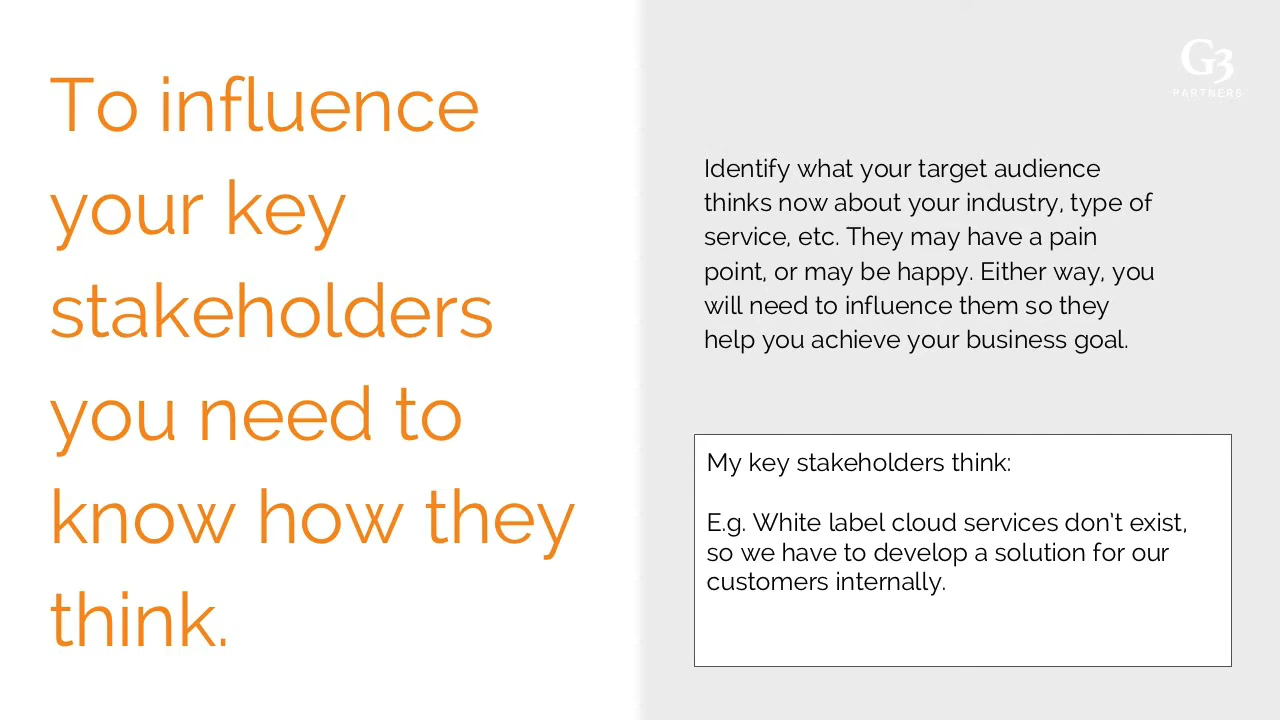 To influence
your key
stakeholders
you need to
know how they
think.
G3
PARTNERS
Identify what your target audience
thinks now about your industry, type of
service, etc. They may have a pain
point, or may be happy. Either way, you
will need to influence them so they
help you achieve your business goal.
My key stakeholders think:
E.g. White label cloud services don’t exist,
so we have to develop a solution for our
customers internally.